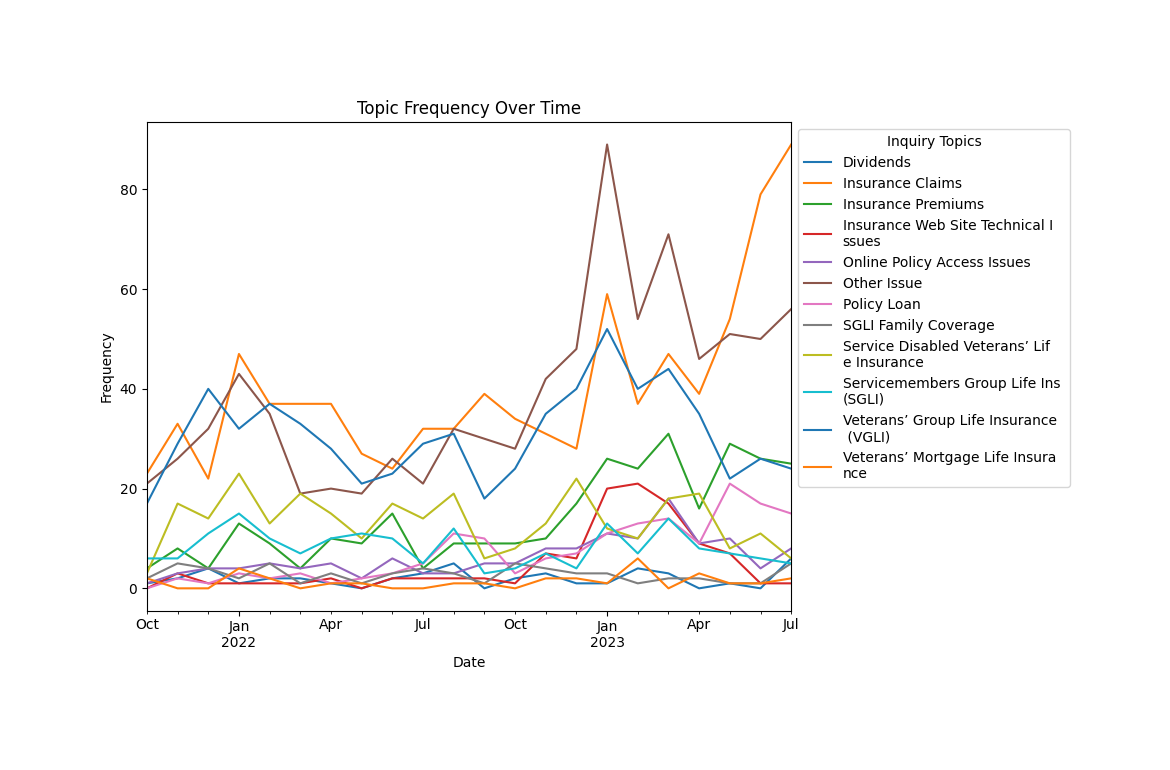 Topic Frequency Over Time
Inquiry Topics
Dividends
Insurance Claims
Insurance Premiums
Insurance Web Site Technical I
ssues
Online Policy Access Issues
Other Issue
Policy Loan
SGLI Family Coverage
Service Disabled Veterans’ Lif
e Insurance
Servicemembers Group Life Ins
(SGLI)
Veterans’ Group Life Insurance
(VGLI)
Veterans’ Mortgage Life Insura
nce
Frequency
80
60
40
20
0
Oct Jan Apr Jul Oct Jan Apr Jul
2022 2023
Date